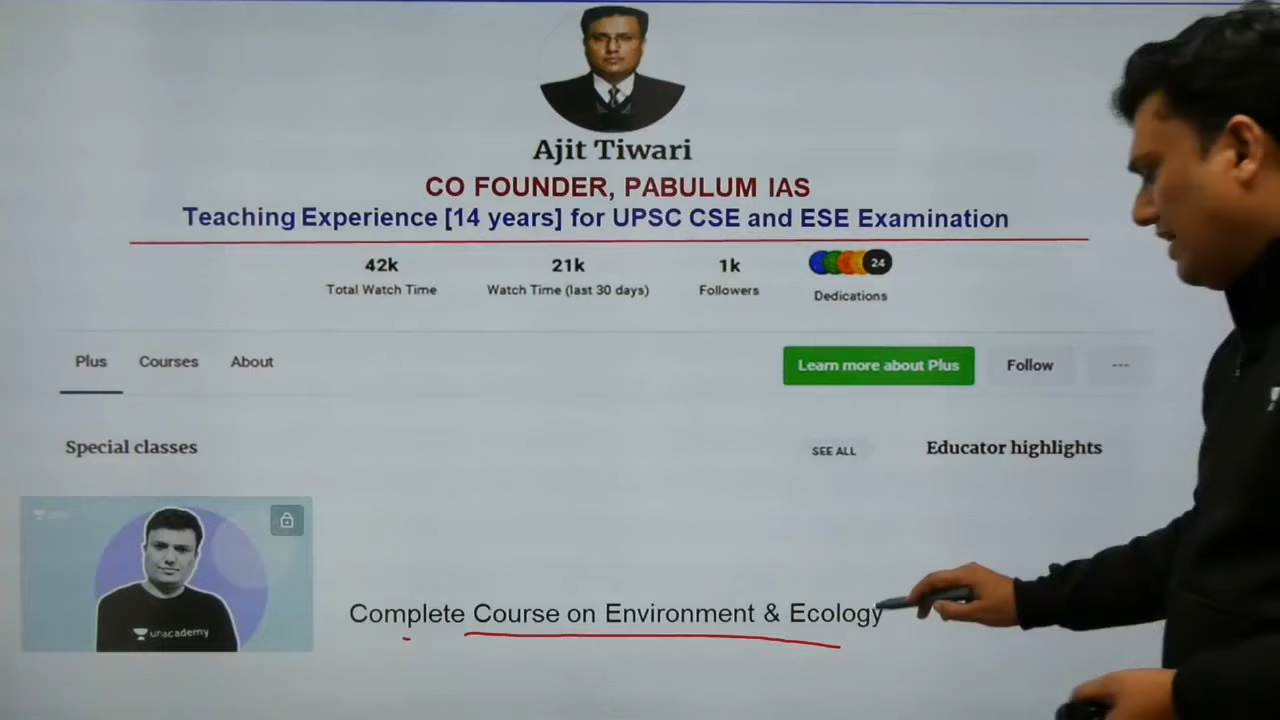 Ajit Tiwari
CO FOUNDER, PABULUM IAS
Teaching Experience [14 years] for UPSC CSE and ESE Examination
42k 21k 1k 24
Total Watch Time Watch Time (last 30 days) Followers Dedications
Plus Courses About Learn more about Plus Follow ...
Special classes SEE ALL Educator highlights
Complete Course on Environment & Ecology
unacademy